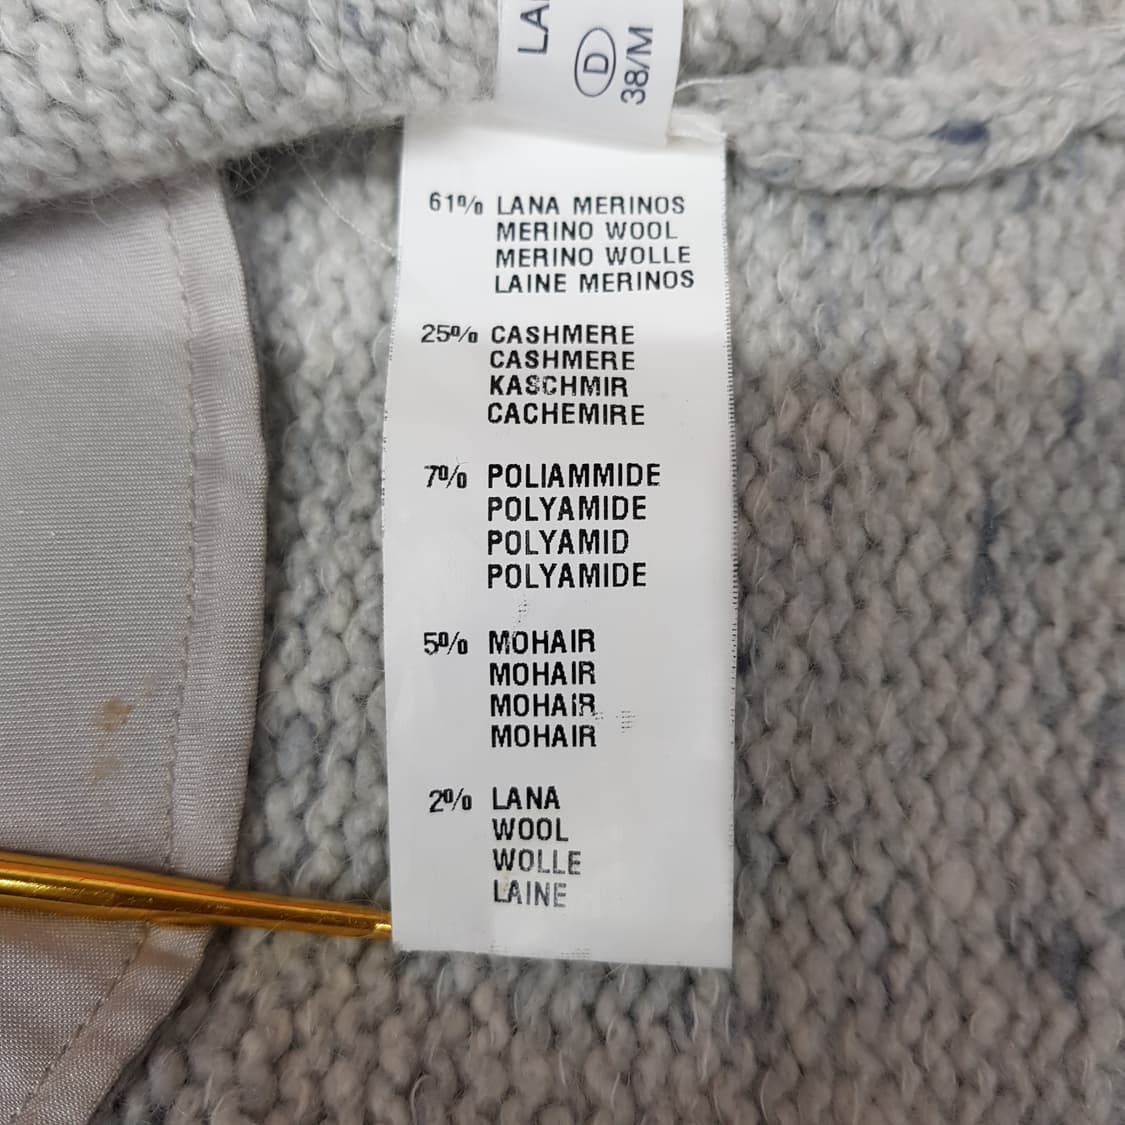 D
38/M
61% LANA MERINOS
MERINO WOOL
MERINO WOLLE
LAINE MERINOS
25% CASHMERE
CASHMERE
KASCHMIR
CACHEMIRE
7% POLIAMMIDE
POLYAMIDE
POLYAMID
POLYAMIDE
5% MOHAIR
MOHAIR
MOHAIR
MOHAIR
2% LANA
WOOL
WOLLE
LAINE